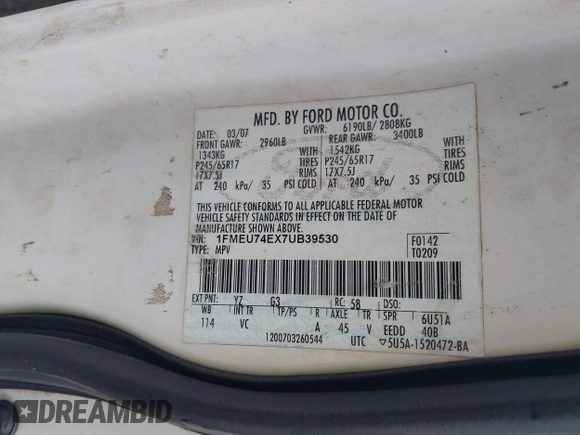 MFD. BY FORD MOTOR CO.
DATE: 03/07 GVWR: 6190LB/ 2808KG
FRONT GAWR: 2960LB REAR GAWR: 3400LB
1343KG WITH 1542KG WITH
P245/65R17 TIRES P245/65R17 TIRES
17X7.5J RIMS 17X7.5J RIMS
AT 240 kPa/ 35 PSI COLD AT 240 kPa/ 35 PSI COLD
THIS VEHICLE CONFORMS TO ALL APPLICABLE FEDERAL MOTOR
VEHICLE SAFETY STANDARDS IN EFFECT ON THE DATE OF
MANUFACTURE SHOWN ABOVE.
VIN: 1FMEU74EX7UB39530 F0142
TYPE: MPV T0209
EXT PNT: YZ G3 RC: 58 DSO:
WB INT TR TP/PS R AXLE TR SPR 6U51A
114 VC A 45 V EEDD 40B
1200703260544 UTC ▽5U5A-1520472-BA
DREAMBID